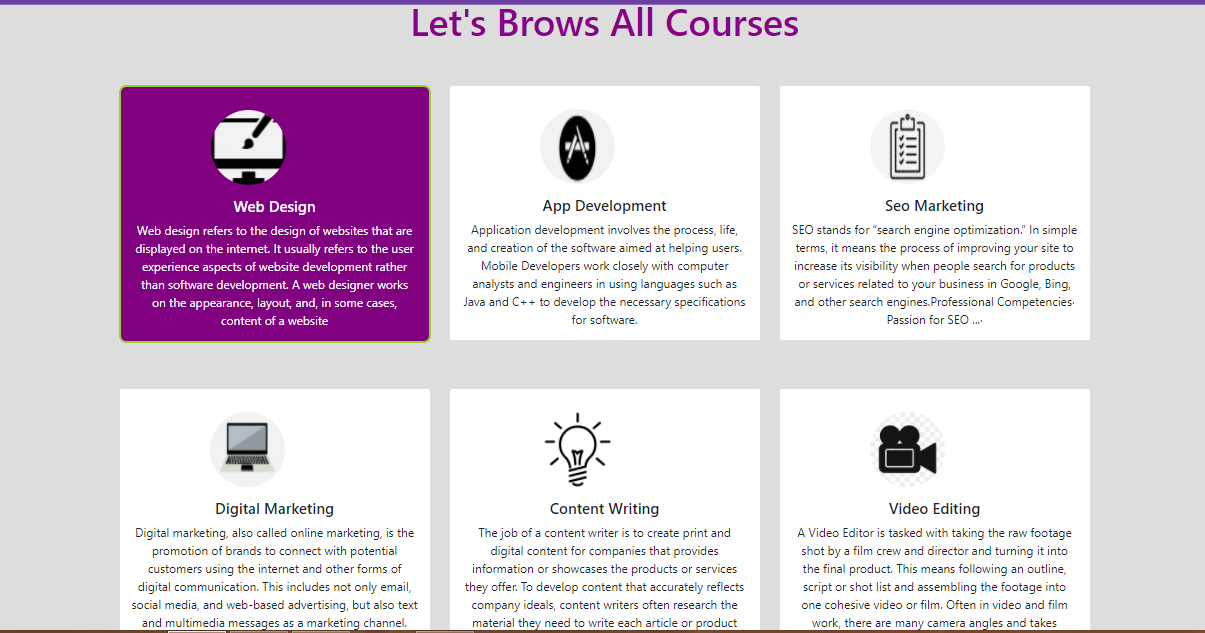 Let's Brows All Courses
Web Design
Web design refers to the design of websites that are
displayed on the internet. It usually refers to the user
experience aspects of website development rather
than software development. A web designer works
on the appearance, layout, and, in some cases,
content of a website
App Development
Application development involves the process, life,
and creation of the software aimed at helping users.
Mobile Developers work closely with computer
analysts and engineers in using languages such as
Java and C++ to develop the necessary specifications
for software.
Seo Marketing
SEO stands for “search engine optimization.” In simple
terms, it means the process of improving your site to
increase its visibility when people search for products
or services related to your business in Google, Bing,
and other search engines.Professional Competencies·
Passion for SEO ...·
Digital Marketing
Digital marketing, also called online marketing, is the
promotion of brands to connect with potential
customers using the internet and other forms of
digital communication. This includes not only email,
social media, and web-based advertising, but also text
and multimedia messages as a marketing channel.
Content Writing
The job of a content writer is to create print and
digital content for companies that provides
information or showcases the products or services
they offer. To develop content that accurately reflects
company ideals, content writers often research the
material they need to write each article or product
Video Editing
A Video Editor is tasked with taking the raw footage
shot by a film crew and director and turning it into
the final product. This means following an outline,
script or shot list and assembling the footage into
one cohesive video or film. Often in video and film
work, there are many camera angles and takes